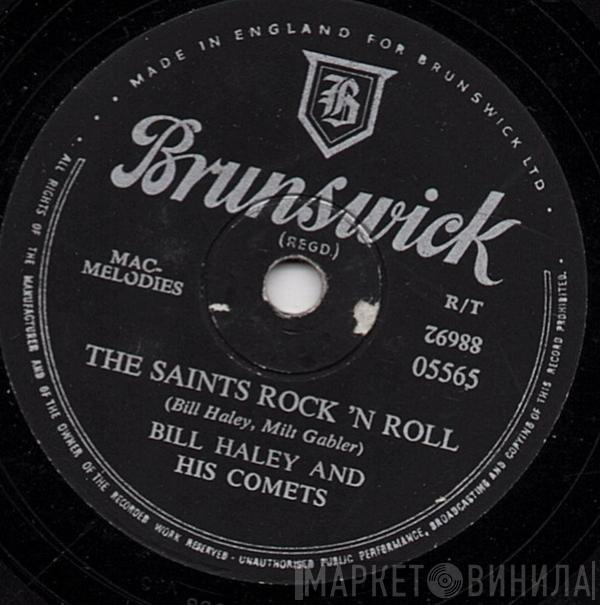 MADE IN ENGLAND FOR BRUNSWICK LTD.
B
Brunswick
(REGD.)
MAC-
MELODIES
R/T
76988
05565
THE SAINTS ROCK 'N ROLL
(Bill Haley, Milt Gabler)
BILL HALEY AND
HIS COMETS
ALL RIGHTS OF THE MANUFACTURER AND OF THE OWNER OF THE RECORDED WORK RESERVED - UNAUTHORISED PUBLIC PERFORMANCE, BROADCASTING AND COPYING OF THIS RECORD PROHIBITED.
МАРКЕТ ВИНИЛА